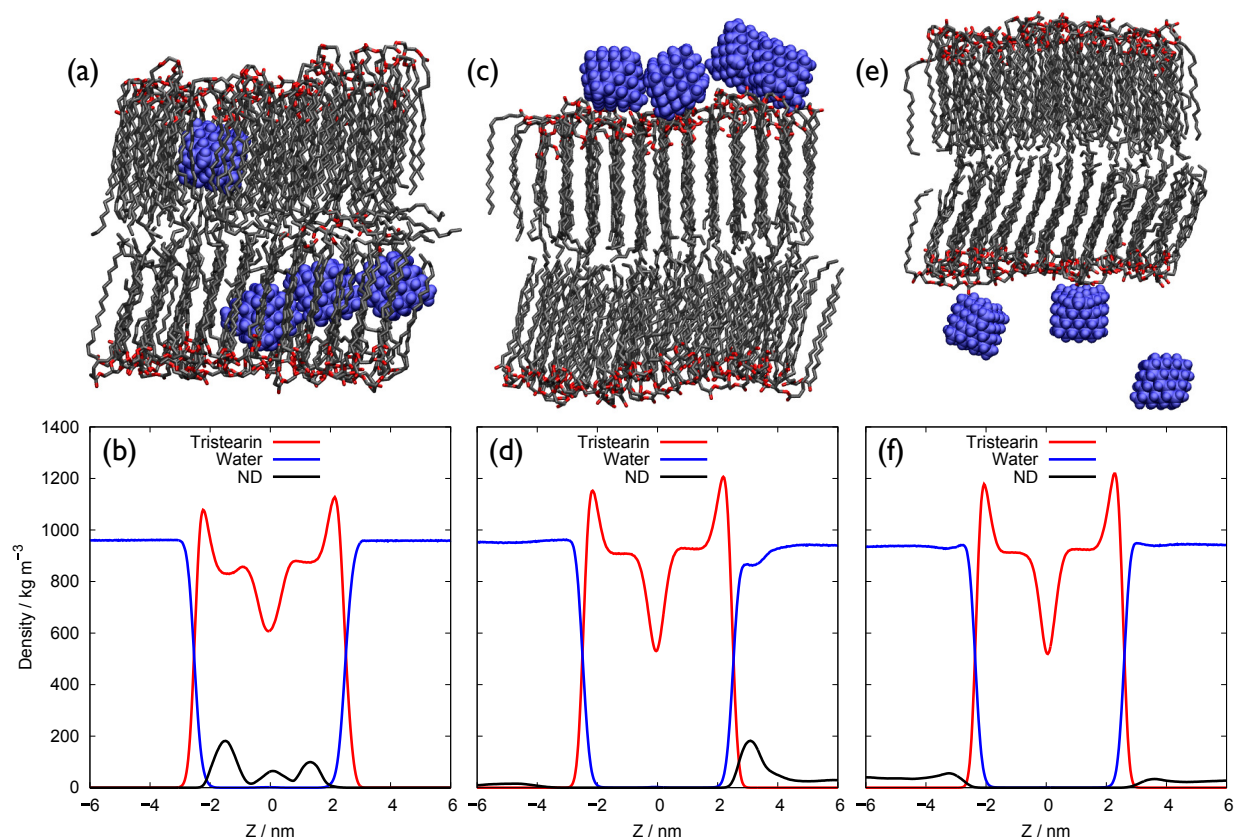 (a)
(c)
(e)
(b)
Tristearin
Water
ND
Density / kg m⁻³
1400
1200
1000
800
600
400
200
0
−6
−4
−2
0
2
4
6
Z / nm
(d)
Tristearin
Water
ND
−6
−4
−2
0
2
4
6
Z / nm
(f)
Tristearin
Water
ND
−6
−4
−2
0
2
4
6
Z / nm